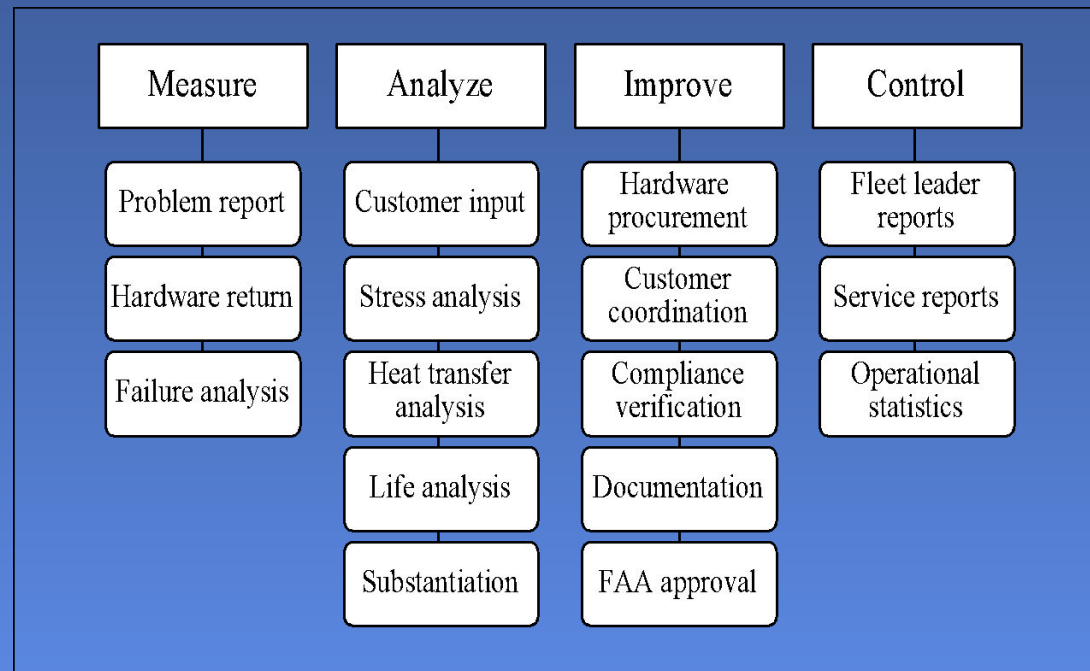 Measure
Problem report
Hardware return
Failure analysis
Analyze
Customer input
Stress analysis
Heat transfer
analysis
Life analysis
Substantiation
Improve
Hardware
procurement
Customer
coordination
Compliance
verification
Documentation
FAA approval
Control
Fleet leader
reports
Service reports
Operational
statistics